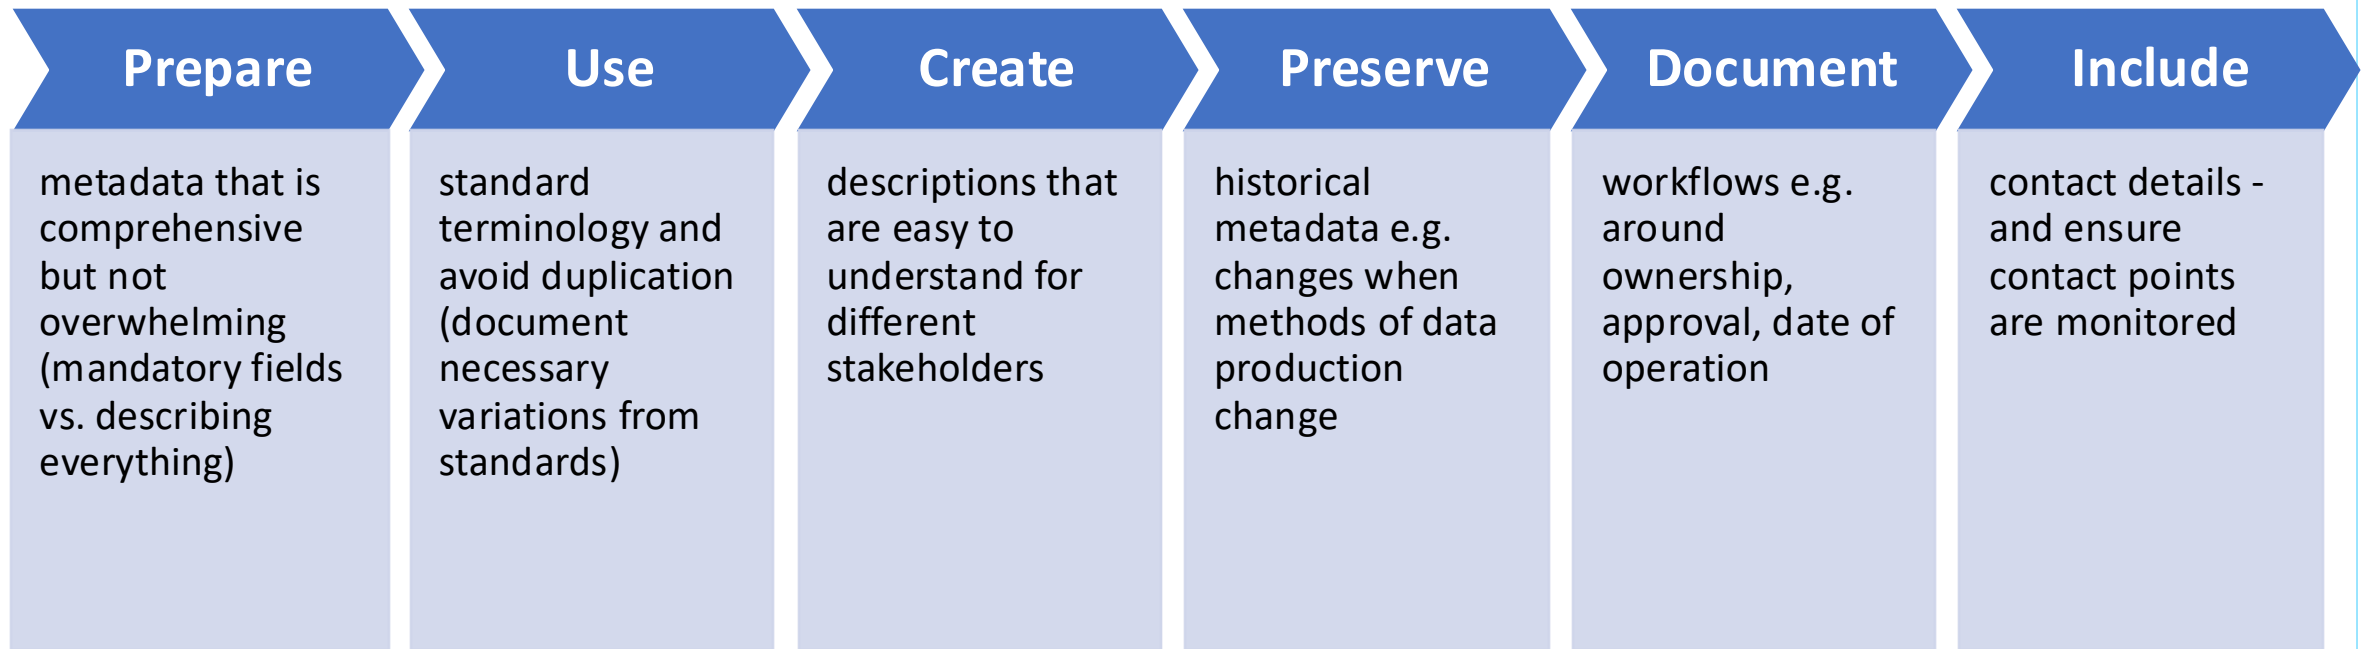 Prepare
metadata that is
comprehensive
but not
overwhelming
(mandatory fields
vs. describing
everything)
Use
standard
terminology and
avoid duplication
(document
necessary
variations from
standards)
Create
descriptions that
are easy to
understand for
different
stakeholders
Preserve
historical
metadata e.g.
changes when
methods of data
production
change
Document
workflows e.g.
around
ownership,
approval, date of
operation
Include
contact details -
and ensure
contact points
are monitored